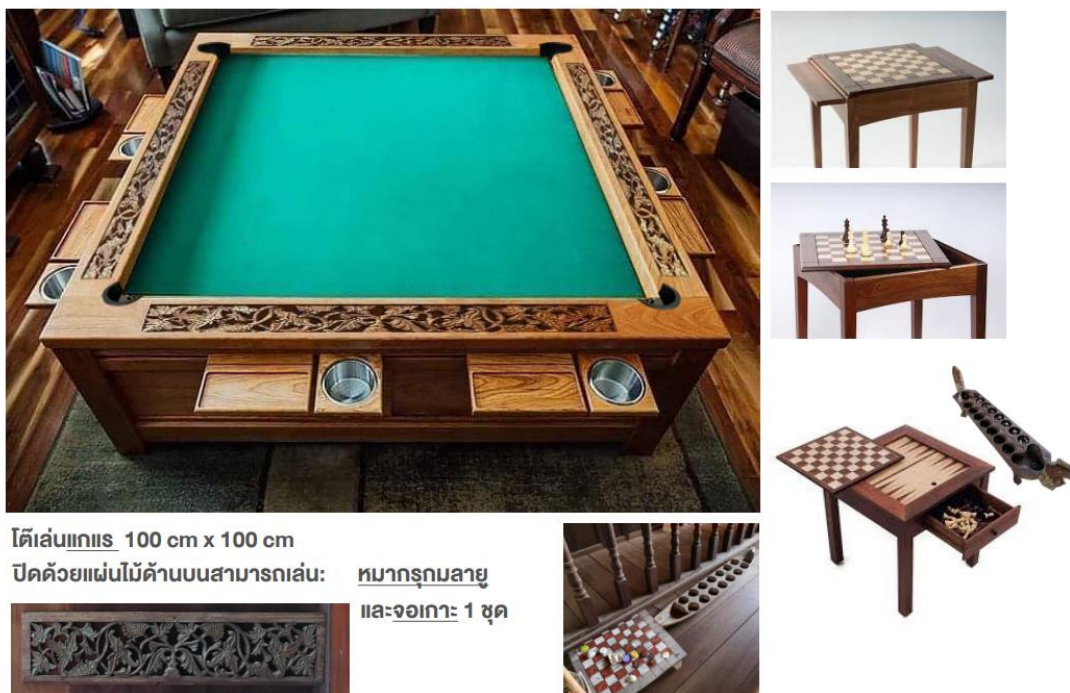 โต๊เล่นแกแร 100 cm x 100 cm
ปิดด้วยแผ่นไม้ด้านบนสามารถเล่น: หมากรุกมลายู
และจอเกาะ 1 ชุด